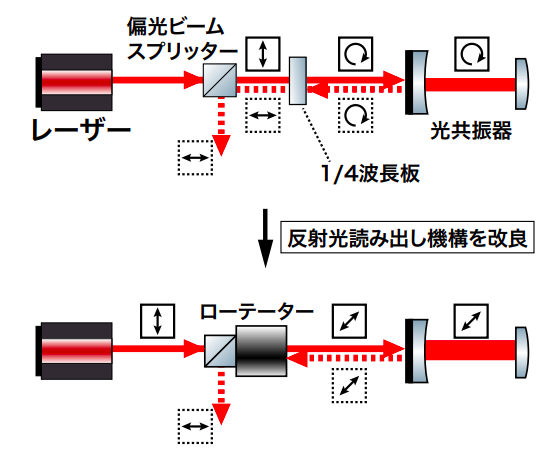 偏光ビーム
スプリッター
レーザー
光共振器
1/4波長板
反射光読み出し機構を改良
ローテーター